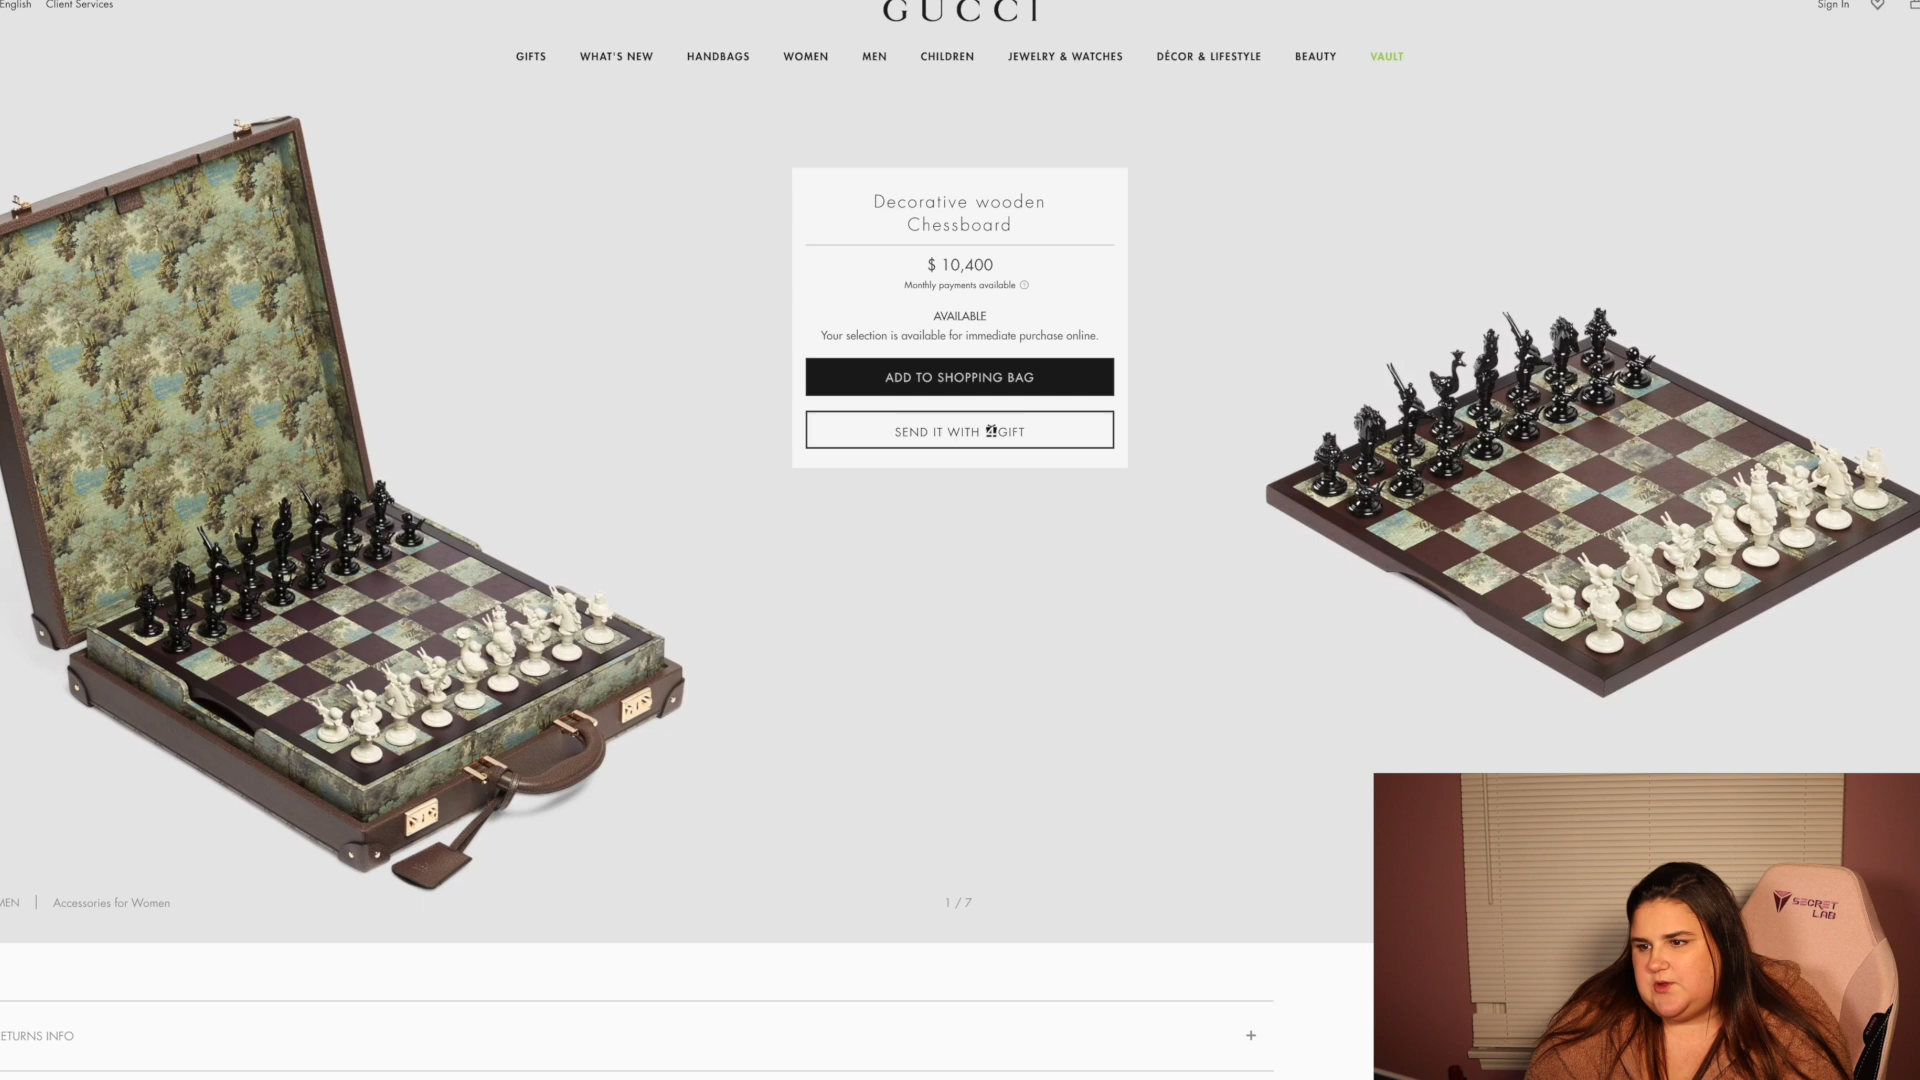 English Client Services
GUCCI
Sign In
GIFTS WHAT'S NEW HANDBAGS WOMEN MEN CHILDREN JEWELRY & WATCHES DÉCOR & LIFESTYLE BEAUTY VAULT
Decorative wooden
Chessboard
$ 10,400
Monthly payments available ?
AVAILABLE
Your selection is available for immediate purchase online.
ADD TO SHOPPING BAG
SEND IT WITH 4GIFT
MEN | Accessories for Women
1 / 7
SECRET
LAB
ETURNS INFO +